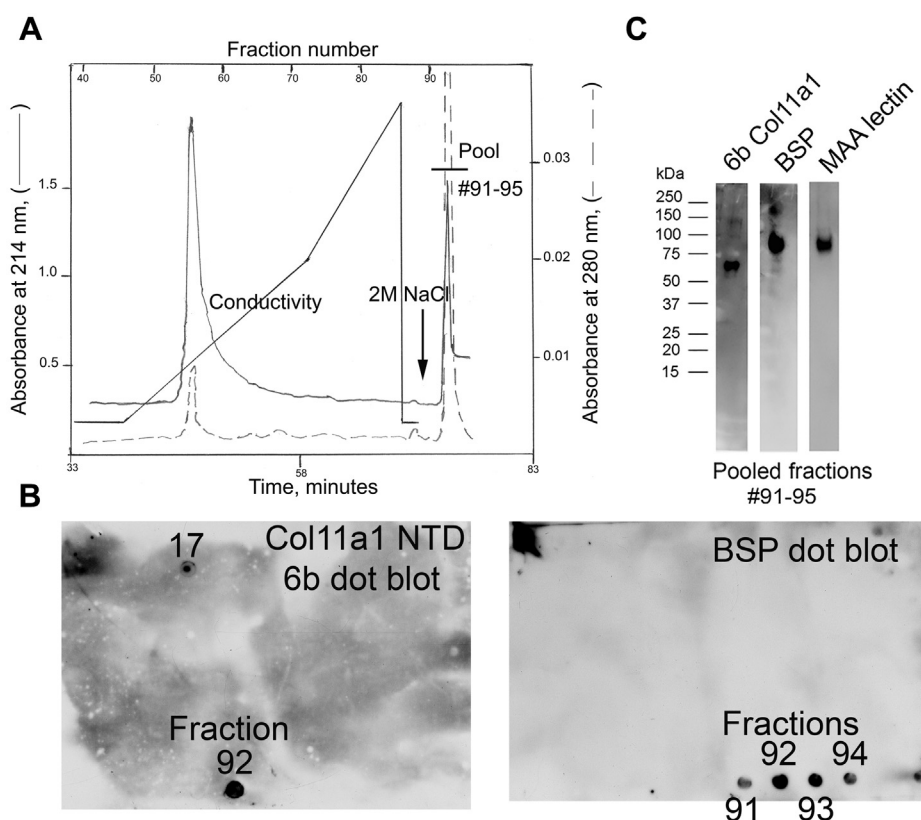 A
Fraction number
40 50 60 70 80 90
Absorbance at 214 nm, (——)
1.5
1.0
0.5
Conductivity
2M NaCl
Pool
#91-95
0.03
0.02
0.01
Absorbance at 280 nm, (— — —)
33 58 83
Time, minutes
C
6b Col11a1
BSP
MAA lectin
kDa
250
150
100
75
50
37
25
20
15
Pooled fractions
#91-95
B
17
Col11a1 NTD
6b dot blot
Fraction
92
BSP dot blot
Fractions
92 94
91 93